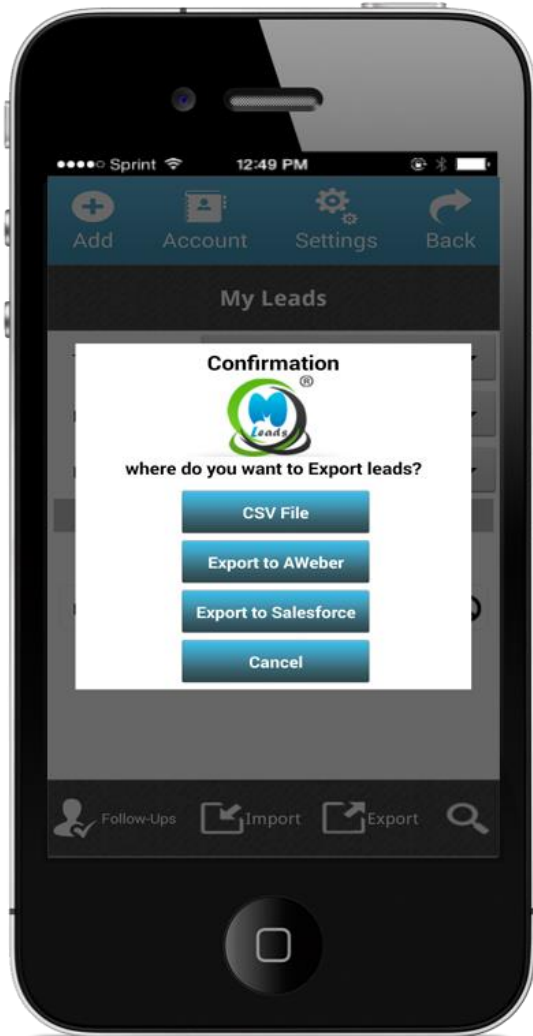 Sprint 12:49 PM
Add Account Settings Back
My Leads
Confirmation
M
Leads
®
where do you want to Export leads?
CSV File
Export to AWeber
Export to Salesforce
Cancel
Follow-Ups Import Export